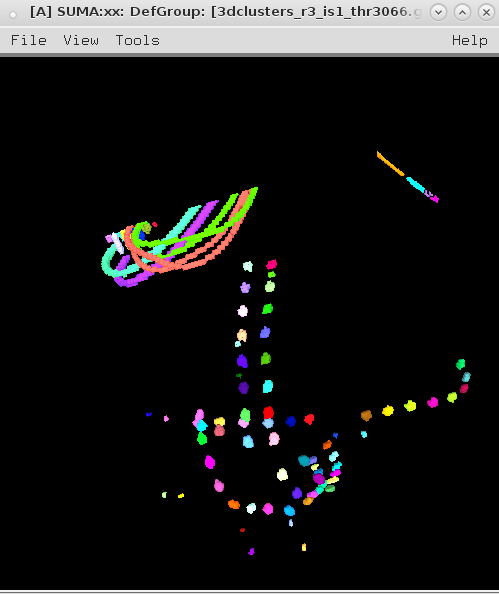 [A] SUMA:xx: DefGroup: [3dclusters_r3_is1_thr3066.g
File View Tools Help